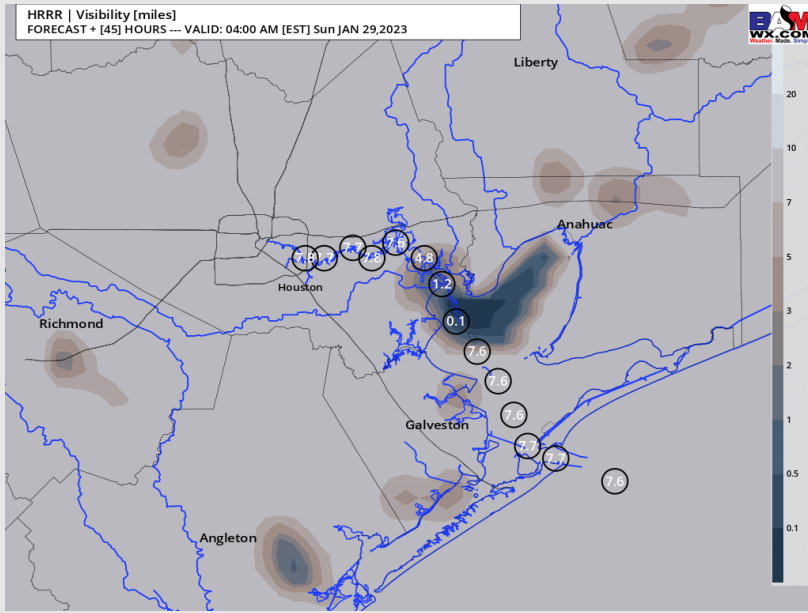 HRRR | Visibility [miles]
FORECAST + [45] HOURS --- VALID: 04:00 AM [EST] Sun JAN 29,2023
BAM
WX.COM
Weather. Made.
Liberty
20
10
7
Anahuac
7.6
7.7
7.8
4.8
5
1.2
Houston
0.1
3
Richmond
7.6
2
7.6
7.6
1
Galveston
7.7
7.7
0.5
7.6
0.1
Angleton